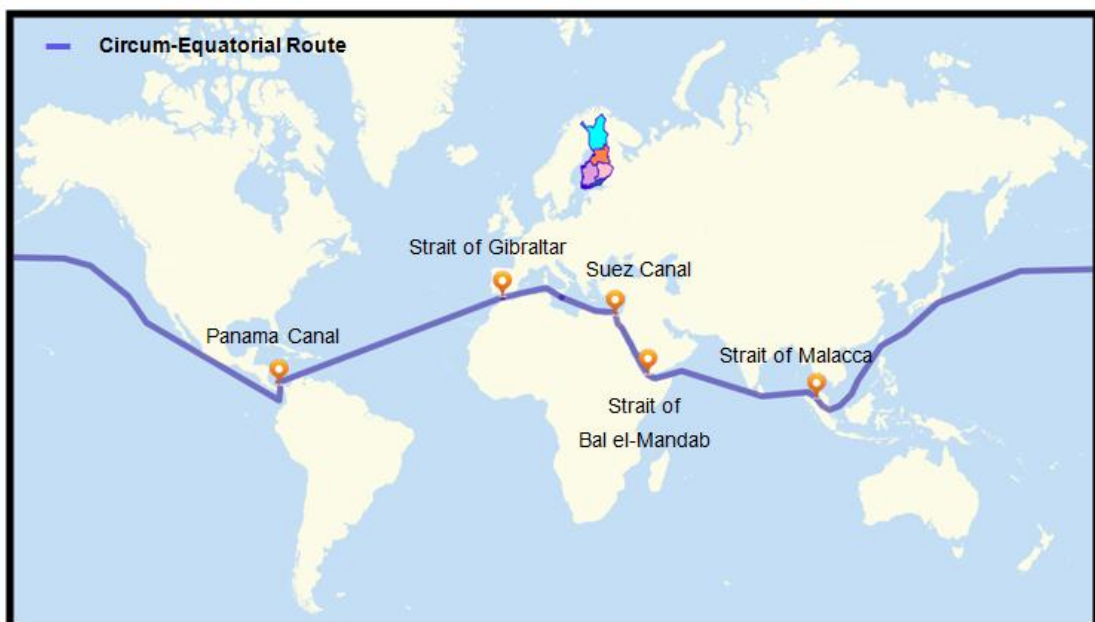 Circum-Equatorial Route
Strait of Gibraltar
Suez Canal
Panama Canal
Strait of Malacca
Strait of
Bal el-Mandab